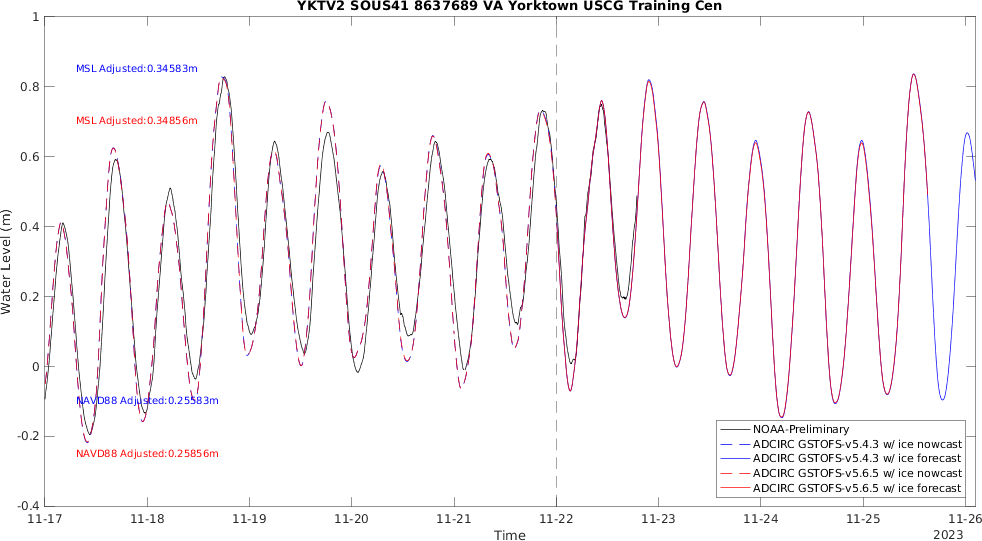 YKTV2 SOUS41 8637689 VA Yorktown USCG Training Cen
1
0.8
0.6
0.4
0.2
0
-0.2
-0.4
Water Level (m)
MSL Adjusted:0.34583m
MSL Adjusted:0.34856m
NAVD88 Adjusted:0.25583m
NAVD88 Adjusted:0.25856m
NOAA-Preliminary
ADCIRC GSTOFS-v5.4.3 w/ ice nowcast
ADCIRC GSTOFS-v5.4.3 w/ ice forecast
ADCIRC GSTOFS-v5.6.5 w/ ice nowcast
ADCIRC GSTOFS-v5.6.5 w/ ice forecast
11-17 11-18 11-19 11-20 11-21 11-22 11-23 11-24 11-25 11-26
Time
2023